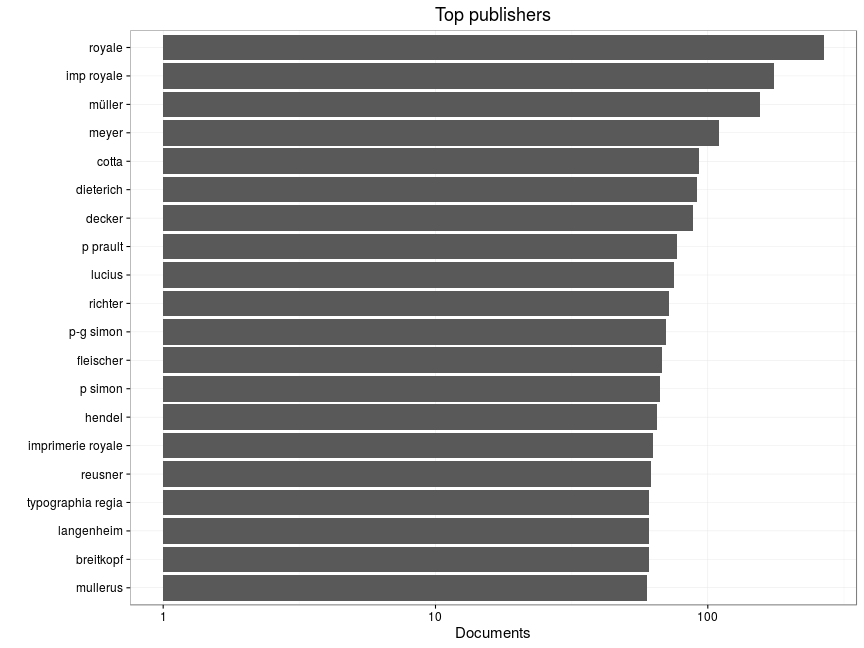 Top publishers
royale
imp royale
müller
meyer
cotta
dieterich
decker
p prault
lucius
richter
p-g simon
fleischer
p simon
hendel
imprimerie royale
reusner
typographia regia
langenheim
breitkopf
mullerus
1 10 100
Documents